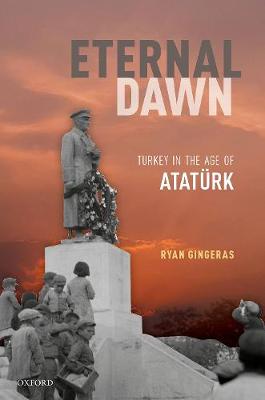 ETERNAL
DAWN
TURKEY IN THE AGE OF
ATATÜRK
RYAN GINGERAS
OXFORD